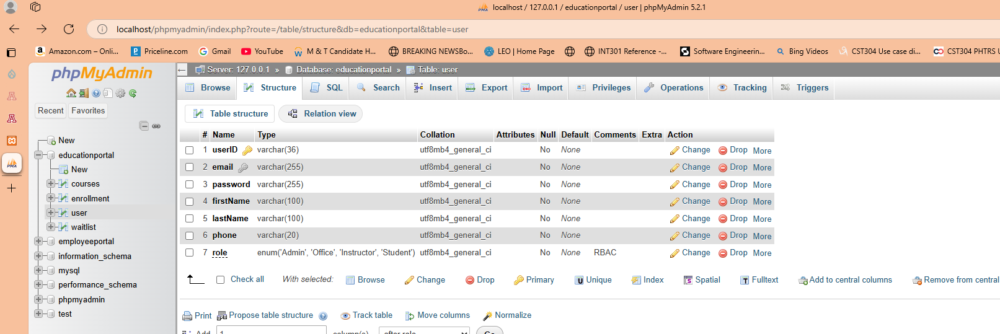 localhost / 127.0.0.1 / educationportal / user | phpMyAdmin 5.2.1
localhost/phpmyadmin/index.php?route=/table/structure&db=educationportal&table=user
Amazon.com – Onli... Priceline.com Gmail YouTube M & T Candidate H... BREAKING NEWSBo... LEO | Home Page INT301 Reference -... Software Engineerin... Bing Videos CST304 Use case di... CST304 PHTRS U
phpMyAdmin
Recent Favorites
New
educationportal
New
courses
enrollment
user
waitlist
employeeportal
information_schema
mysql
performance_schema
phpmyadmin
test
Server: 127.0.0.1 » Database: educationportal » Table: user
Browse Structure SQL Search Insert Export Import Privileges Operations Tracking Triggers
Table structure Relation view
# Name Type Collation Attributes Null Default Comments Extra Action
1 userID varchar(36) utf8mb4_general_ci No None Change Drop More
2 email varchar(255) utf8mb4_general_ci No None Change Drop More
3 password varchar(255) utf8mb4_general_ci No None Change Drop More
4 firstName varchar(100) utf8mb4_general_ci No None Change Drop More
5 lastName varchar(100) utf8mb4_general_ci No None Change Drop More
6 phone varchar(20) utf8mb4_general_ci No None Change Drop More
7 role enum('Admin', 'Office', 'Instructor', 'Student') utf8mb4_general_ci No None RBAC Change Drop More
Check all With selected: Browse Change Drop Primary Unique Index Spatial Fulltext Add to central columns Remove from central
Print Propose table structure Track table Move columns Normalize
Add 1 column(s) after role Go